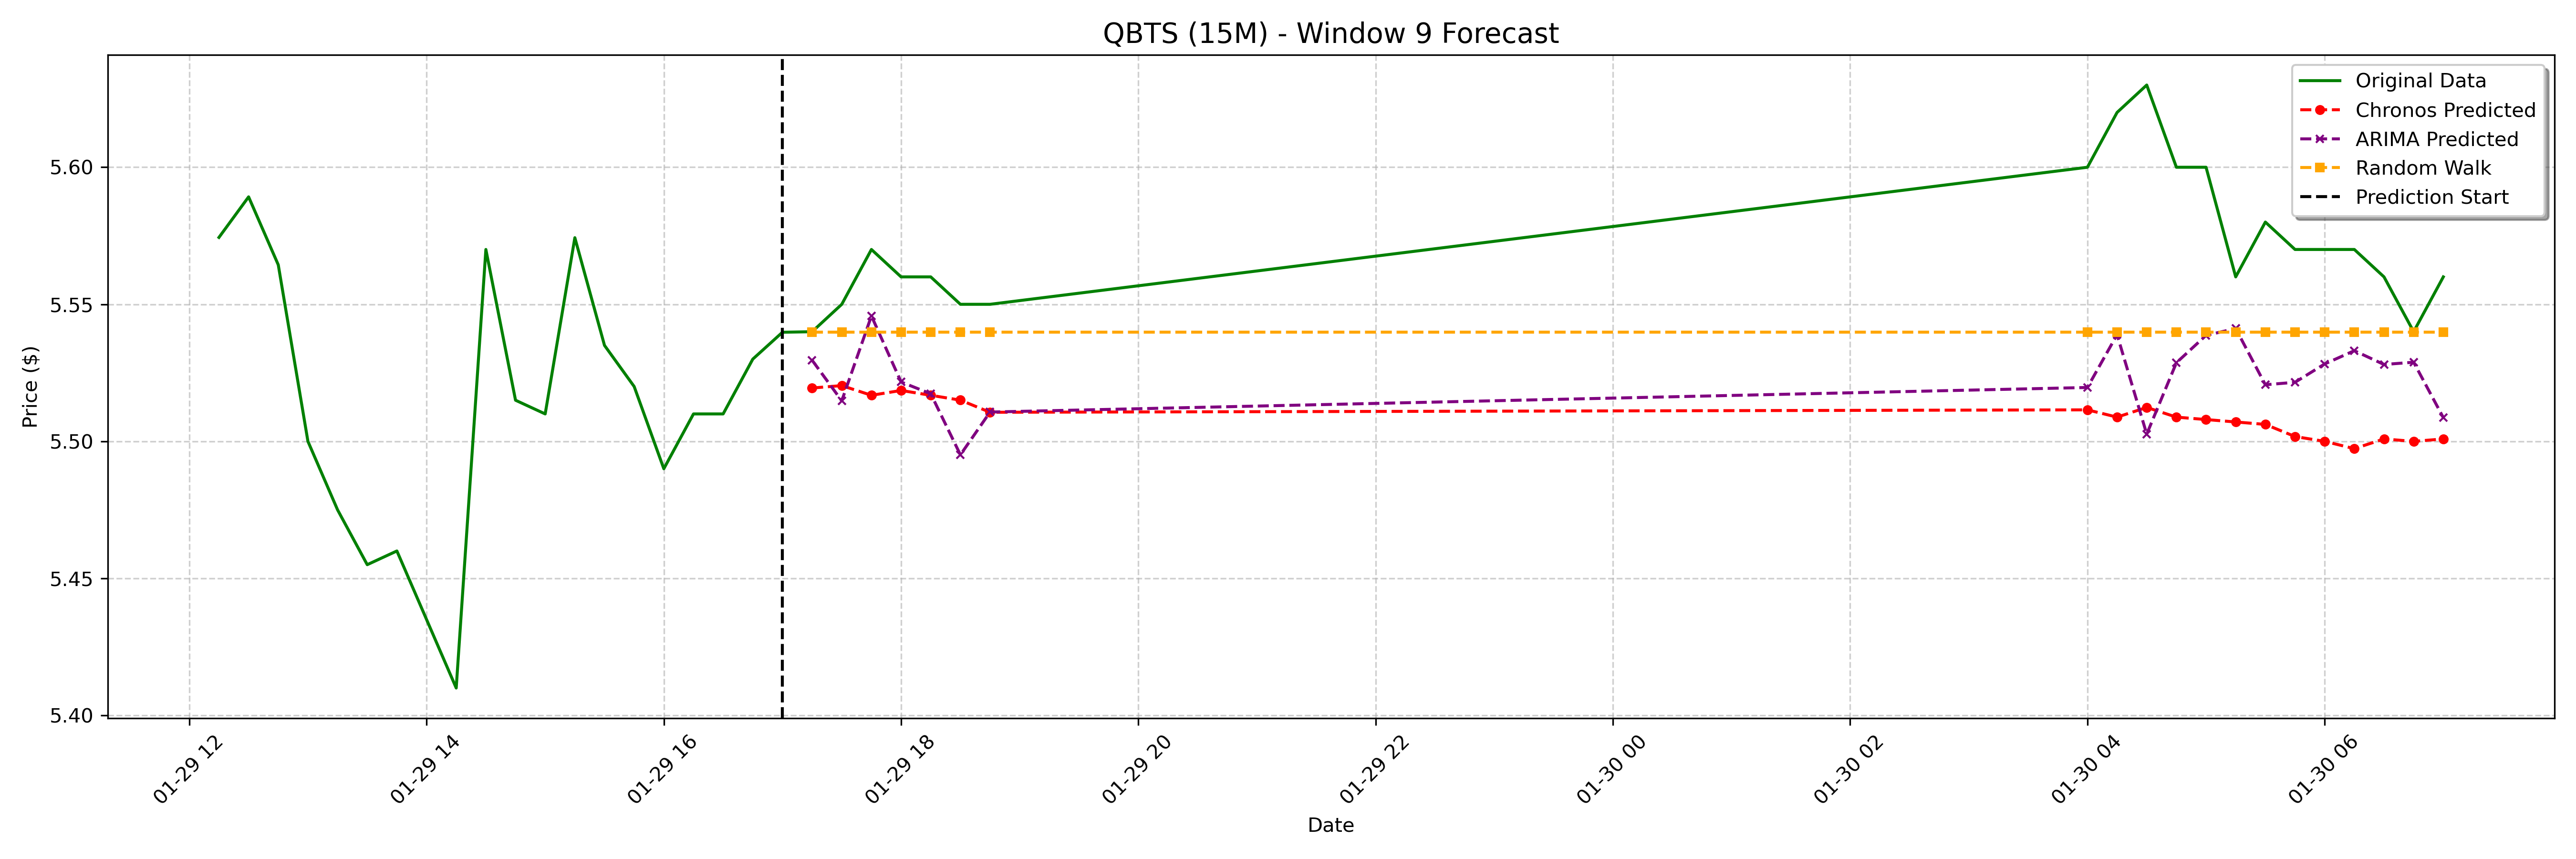 QBTS (15M) - Window 9 Forecast
Original Data
Chronos Predicted
ARIMA Predicted
Random Walk
Prediction Start
Price ($)
5.60
5.55
5.50
5.45
5.40
01-29 12
01-29 14
01-29 16
01-29 18
01-29 20
01-29 22
01-30 00
01-30 02
01-30 04
01-30 06
Date